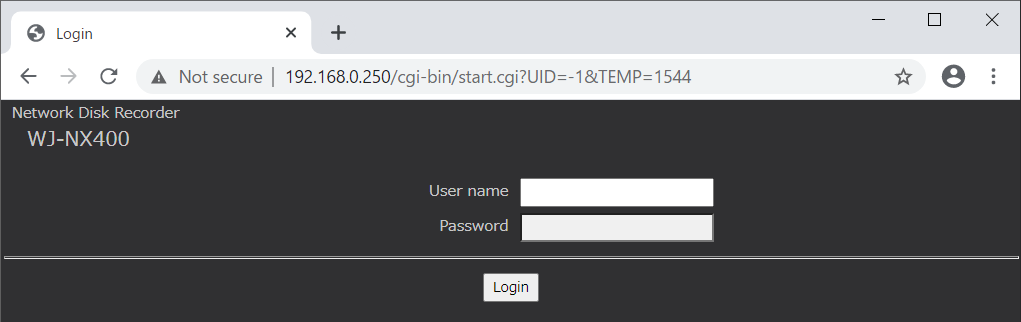 Login
Not secure | 192.168.0.250/cgi-bin/start.cgi?UID=-1&TEMP=1544
Network Disk Recorder
WJ-NX400
User name
Password
Login